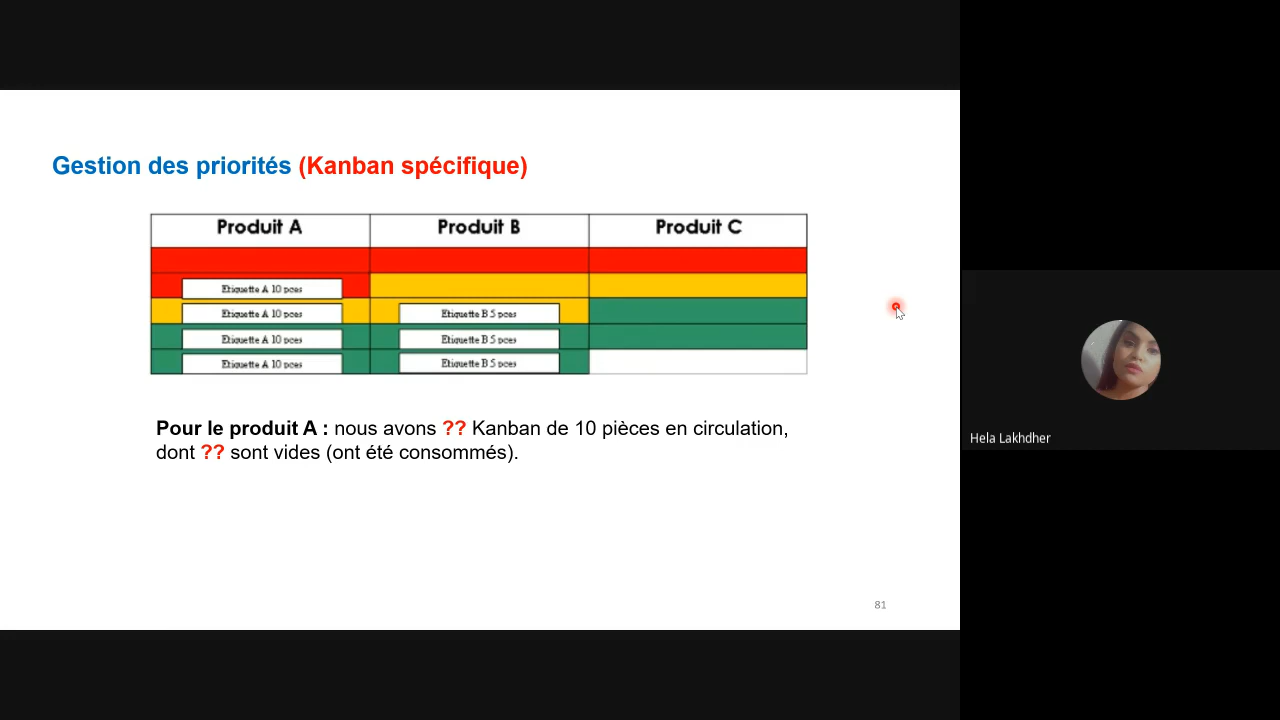 Gestion des priorités (Kanban spécifique)
Produit A Produit B Produit C
Etiquette A 10 pces
Etiquette A 10 pces Etiquette B 5 pces
Etiquette A 10 pces Etiquette B 5 pces
Etiquette A 10 pces Etiquette B 5 pces
Pour le produit A : nous avons ?? Kanban de 10 pièces en circulation,
dont ?? sont vides (ont été consommés).
81
Hela Lakhdher